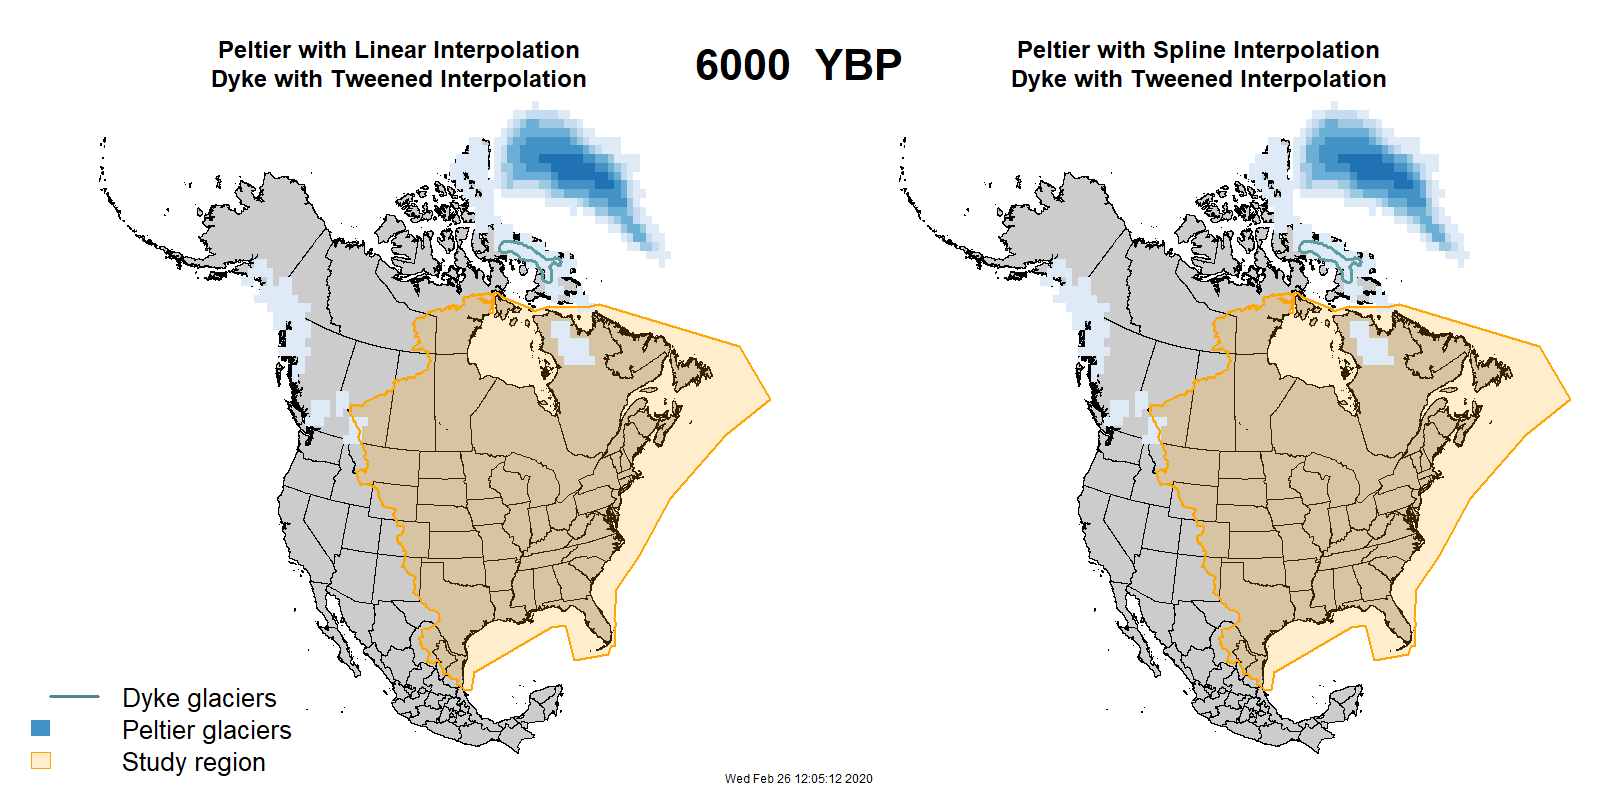 Peltier with Linear Interpolation
Dyke with Tweened Interpolation
6000 YBP
Peltier with Spline Interpolation
Dyke with Tweened Interpolation
Dyke glaciers
Peltier glaciers
Study region
Wed Feb 26 12:05:12 2020